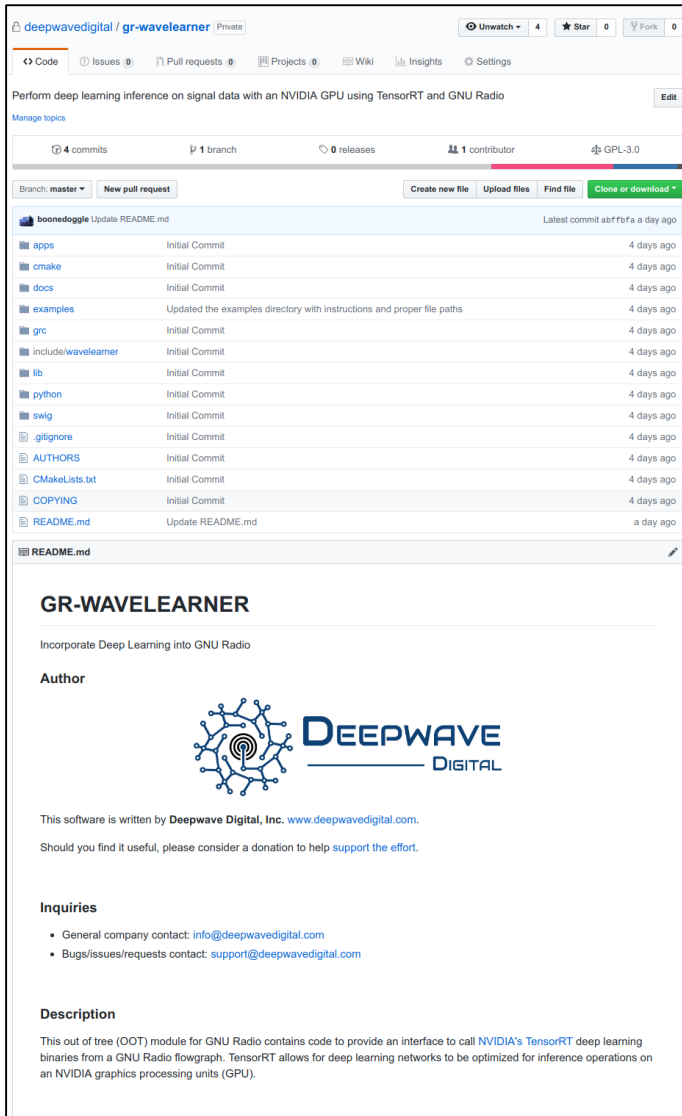 deepwavedigital / gr-wavelearner Private
Unwatch 4 Star 0 Fork 0
Code Issues 0 Pull requests 0 Projects 0 Wiki Insights Settings
Perform deep learning inference on signal data with an NVIDIA GPU using TensorRT and GNU Radio Edit
Manage topics
4 commits 1 branch 0 releases 1 contributor GPL-3.0
Branch: master New pull request Create new file Upload files Find file Clone or download
boonedoggle Update README.md Latest commit abffbfa a day ago
apps Initial Commit 4 days ago
cmake Initial Commit 4 days ago
docs Initial Commit 4 days ago
examples Updated the examples directory with instructions and proper file paths 4 days ago
grc Initial Commit 4 days ago
include/wavelearner Initial Commit 4 days ago
lib Initial Commit 4 days ago
python Initial Commit 4 days ago
swig Initial Commit 4 days ago
.gitignore Initial Commit 4 days ago
AUTHORS Initial Commit 4 days ago
CMakeLists.txt Initial Commit 4 days ago
COPYING Initial Commit 4 days ago
README.md Update README.md a day ago
README.md
GR-WAVELEARNER
Incorporate Deep Learning into GNU Radio
Author
DEEPWAVE
DIGITAL
This software is written by Deepwave Digital, Inc. www.deepwavedigital.com.
Should you find it useful, please consider a donation to help support the effort.
Inquiries
• General company contact: info@deepwavedigital.com
• Bugs/issues/requests contact: support@deepwavedigital.com
Description
This out of tree (OOT) module for GNU Radio contains code to provide an interface to call NVIDIA's TensorRT deep learning
binaries from a GNU Radio flowgraph. TensorRT allows for deep learning networks to be optimized for inference operations on
an NVIDIA graphics processing units (GPU).